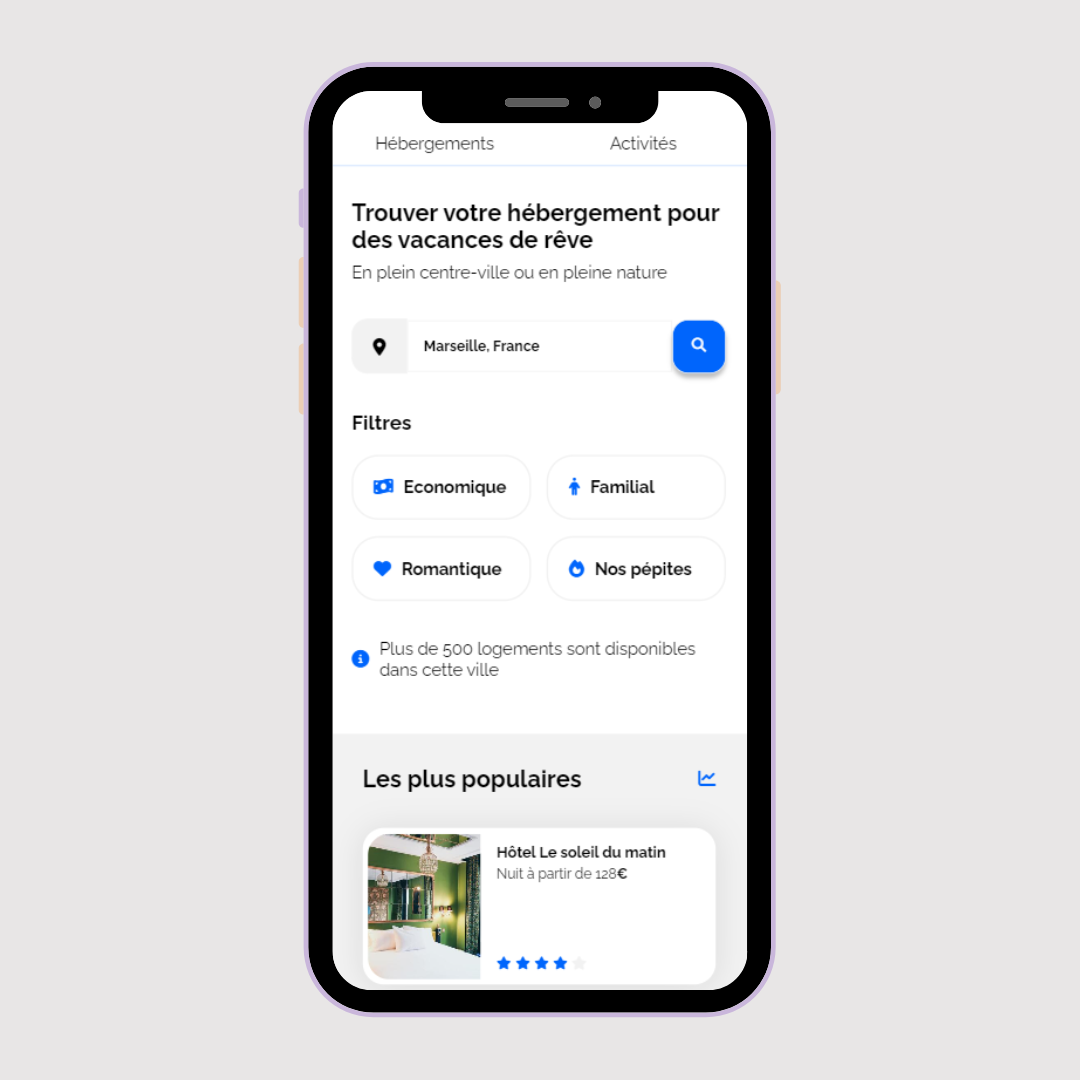 Hébergements Activités
Trouver votre hébergement pour
des vacances de rêve
En plein centre-ville ou en pleine nature
Marseille, France
Filtres
Economique Familial
Romantique Nos pépites
Plus de 500 logements sont disponibles
dans cette ville
Les plus populaires
Hôtel Le soleil du matin
Nuit à partir de 128€